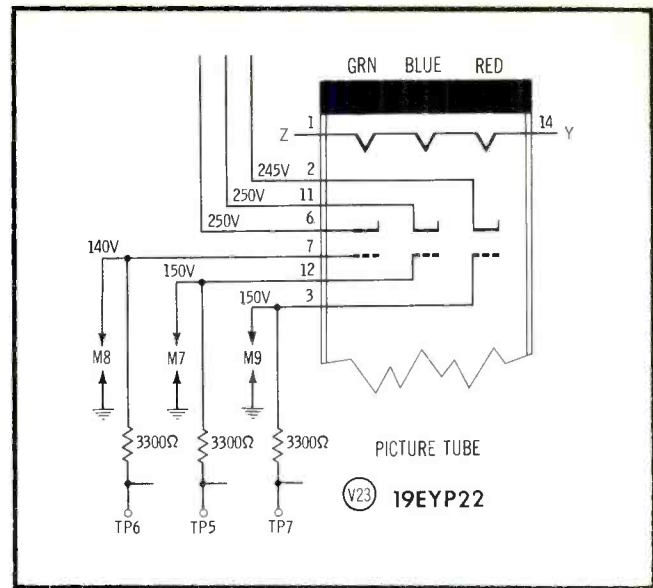 GRN BLUE RED
Z 1 14 Y
245V 2
250V 11
250V 6
140V 7
150V 12
150V 3
M8 M7 M9
3300Ω 3300Ω 3300Ω
PICTURE TUBE
V23 19EYP22
TP6 TP5 TP7